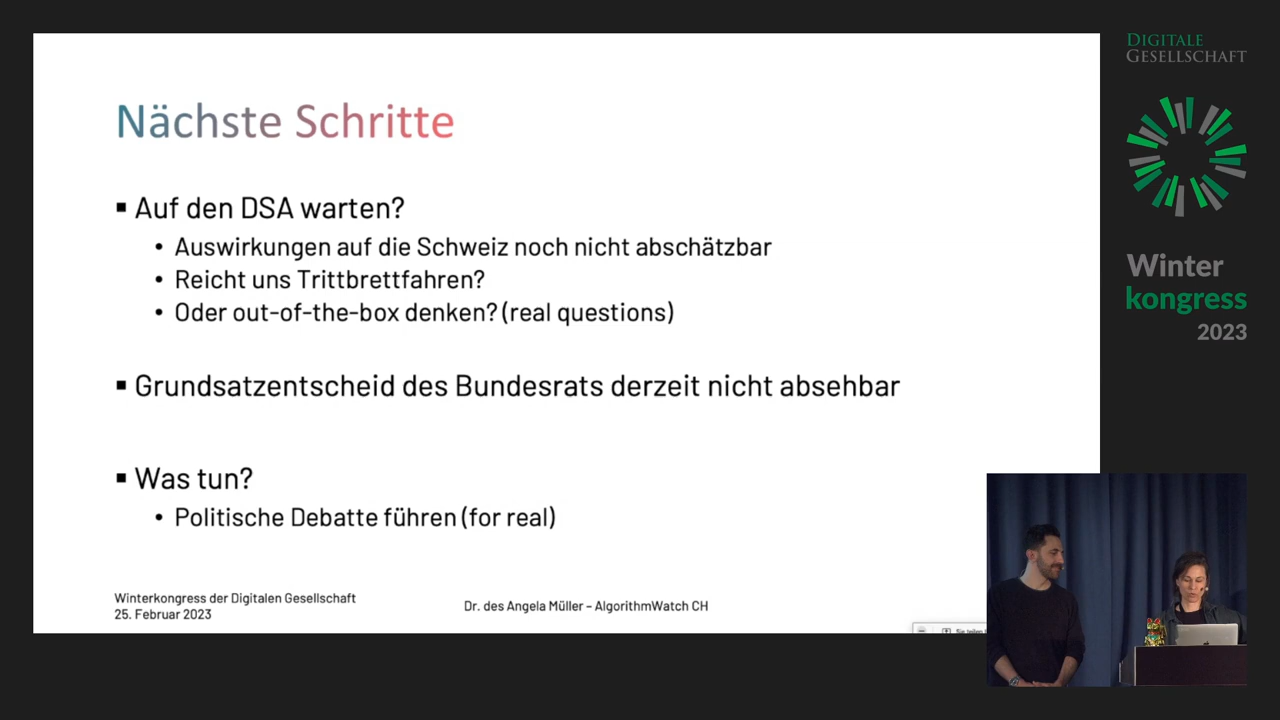 Nächste Schritte
▪ Auf den DSA warten?
• Auswirkungen auf die Schweiz noch nicht abschätzbar
• Reicht uns Trittbrettfahren?
• Oder out-of-the-box denken? (real questions)
▪ Grundsatzentscheid des Bundesrats derzeit nicht absehbar
▪ Was tun?
• Politische Debatte führen (for real)
Winterkongress der Digitalen Gesellschaft
25. Februar 2023
Dr. des Angela Müller – AlgorithmWatch CH
DIGITALE
GESELLSCHAFT
Winter
kongress
2023